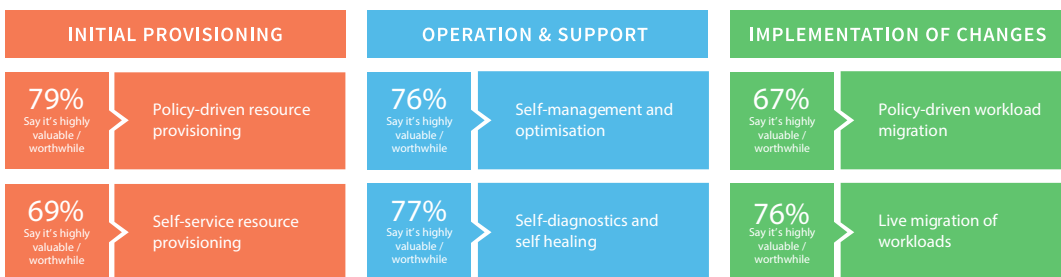 INITIAL PROVISIONING
79%
Say it's highly
valuable /
worthwhile
Policy-driven resource
provisioning
69%
Say it's highly
valuable /
worthwhile
Self-service resource
provisioning
OPERATION & SUPPORT
76%
Say it's highly
valuable /
worthwhile
Self-management and
optimisation
77%
Say it's highly
valuable /
worthwhile
Self-diagnostics and
self healing
IMPLEMENTATION OF CHANGES
67%
Say it's highly
valuable /
worthwhile
Policy-driven workload
migration
76%
Say it's highly
valuable /
worthwhile
Live migration of
workloads